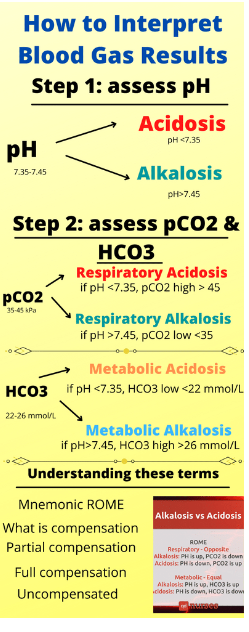 How to Interpret
Blood Gas Results
Step 1: assess pH
Acidosis
pH <7.35
pH
7.35-7.45
Alkalosis
pH>7.45
Step 2: assess pCO2 &
HCO3
Respiratory Acidosis
if pH <7.35, pCO2 high > 45
pCO2
35-45 kPa
Respiratory Alkalosis
if pH >7.45, pCO2 low <35
Metabolic Acidosis
if pH <7.35, HCO3 low <22 mmol/L
HCO3
22-26 mmol/L
Metabolic Alkalosis
if pH>7.45, HCO3 high >26 mmol/L
Understanding these terms
Mnemonic ROME
What is compensation
Partial compensation
Full compensation
Uncompensated
Alkalosis vs Acidosis
ROME
Respiratory - Opposite
Alkalosis: PH is up, PCO2 is down
Acidosis: PH is down, PCO2 is up
Metabolic - Equal
Alkalosis: PH is up, HCO3 is up
cidosis: PH is down, HCO3 is down